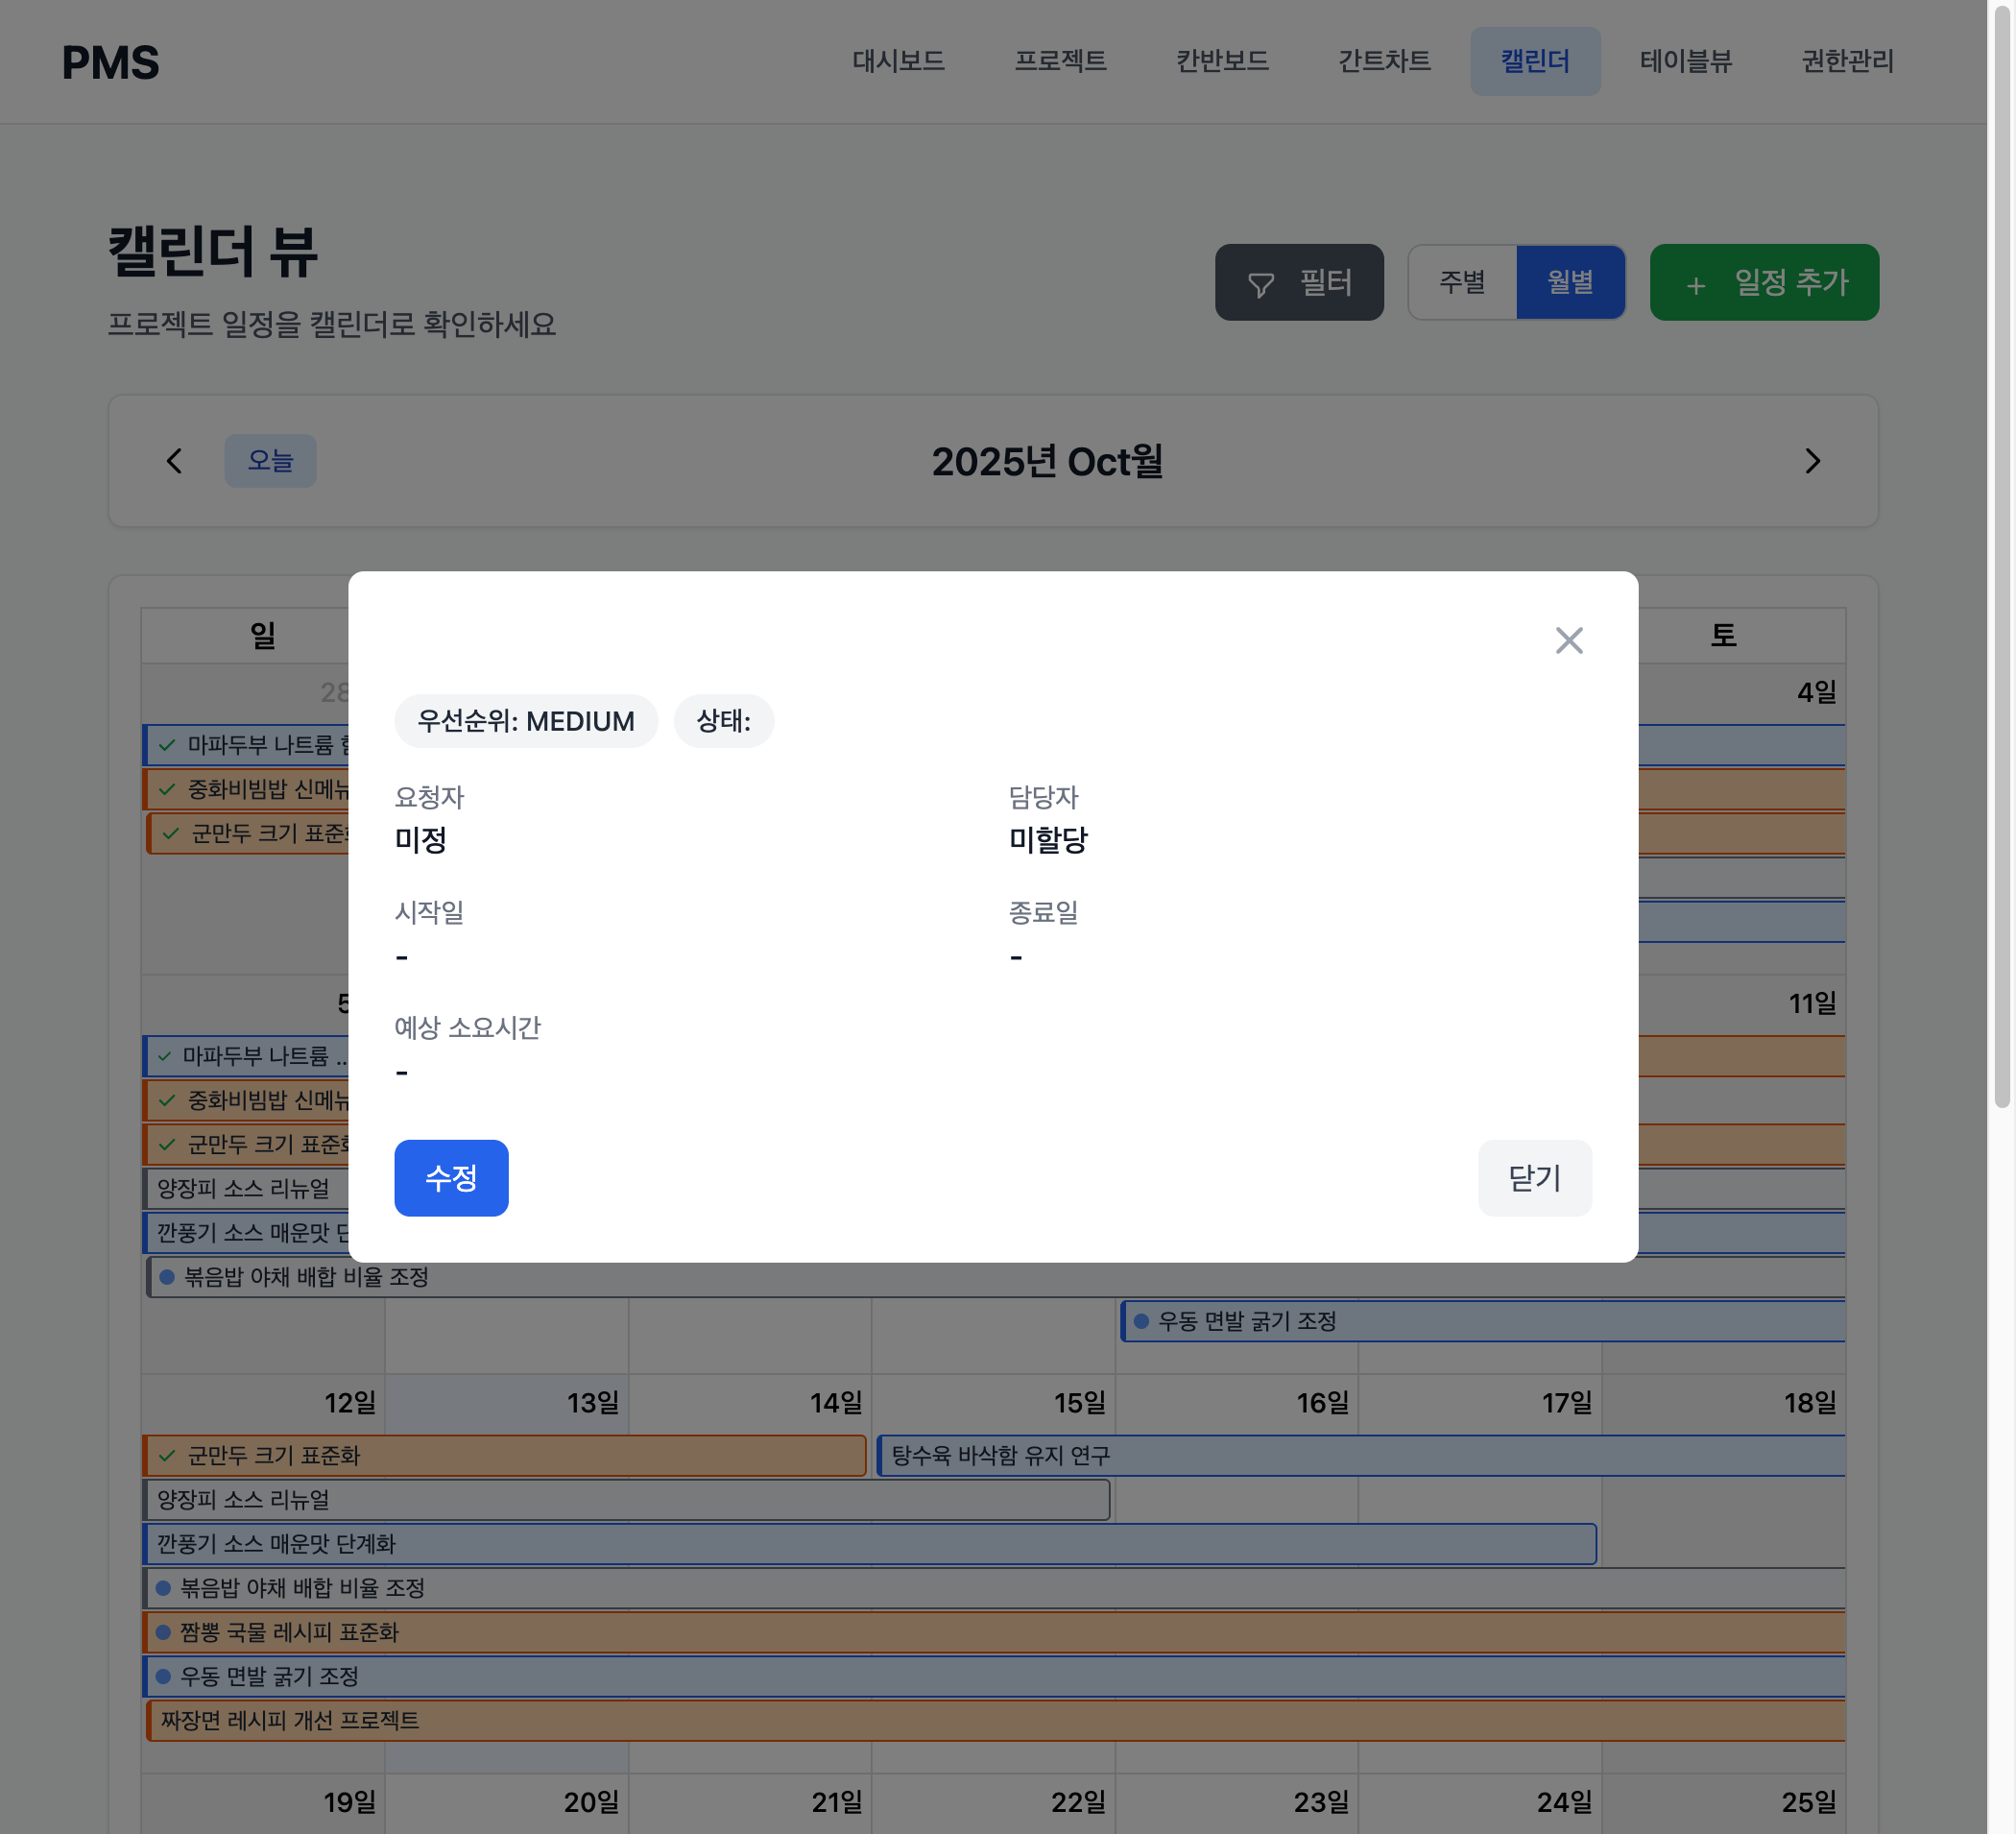 PMS
대시보드 프로젝트 칸반보드 간트차트 캘린더 테이블뷰 권한관리
캘린더 뷰
프로젝트 일정을 캘린더로 확인하세요
필터 주별 월별 + 일정 추가
오늘 2025년 Oct월
일 토
28 4일
마파두부 나트륨
중화비빔밥 신메뉴
군만두 크기 표준화
우선순위: MEDIUM 상태:
요청자 담당자
미정 미할당
시작일 종료일
- -
예상 소요시간
-
수정 닫기
5 11일
마파두부 나트륨 ..
중화비빔밥 신메뉴
군만두 크기 표준화
양장피 소스 리뉴얼
깐풍기 소스 매운맛
볶음밥 야채 배합 비율 조정
우동 면발 굵기 조정
12일 13일 14일 15일 16일 17일 18일
군만두 크기 표준화 탕수육 바삭함 유지 연구
양장피 소스 리뉴얼
깐풍기 소스 매운맛 단계화
볶음밥 야채 배합 비율 조정
짬뽕 국물 레시피 표준화
우동 면발 굵기 조정
짜장면 레시피 개선 프로젝트
19일 20일 21일 22일 23일 24일 25일